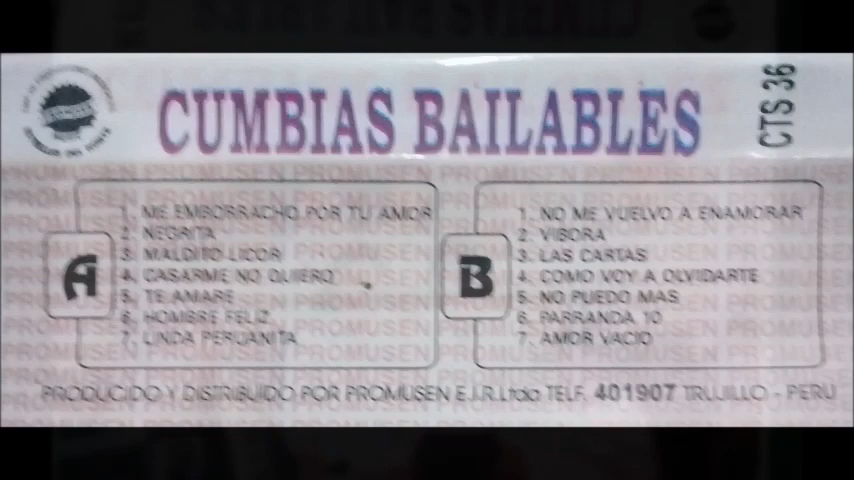 CUMBIAS BAILABLES
CTS 36
A
1. ME EMBORRACHO POR TU AMOR
2. NEGRITA
3. MALDITO LICOR
4. CASARME NO QUIERO
5. TE AMARE
6. HOMBRE FELIZ
7. LINDA PERUANITA
B
1. NO ME VUELVO A ENAMORAR
2. VIBORA
3. LAS CARTAS
4. COMO VOY A OLVIDARTE
5. NO PUEDO MAS
6. PARRANDA 10
7. AMOR VACIO
PRODUCIDO Y DISTRIBUIDO POR PROMUSEN E.I.R.Ltda TELF. 401907 TRUJILLO - PERU